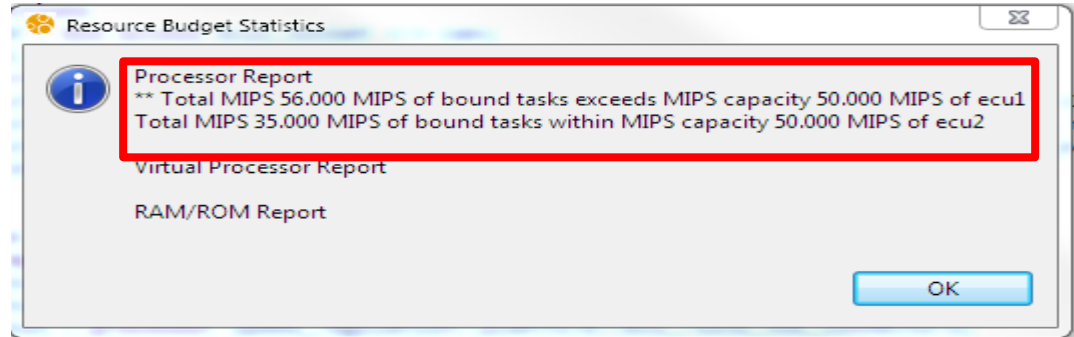 Resource Budget Statistics
Processor Report
** Total MIPS 56.000 MIPS of bound tasks exceeds MIPS capacity 50.000 MIPS of ecu1
Total MIPS 35.000 MIPS of bound tasks within MIPS capacity 50.000 MIPS of ecu2
Virtual Processor Report
RAM/ROM Report
OK